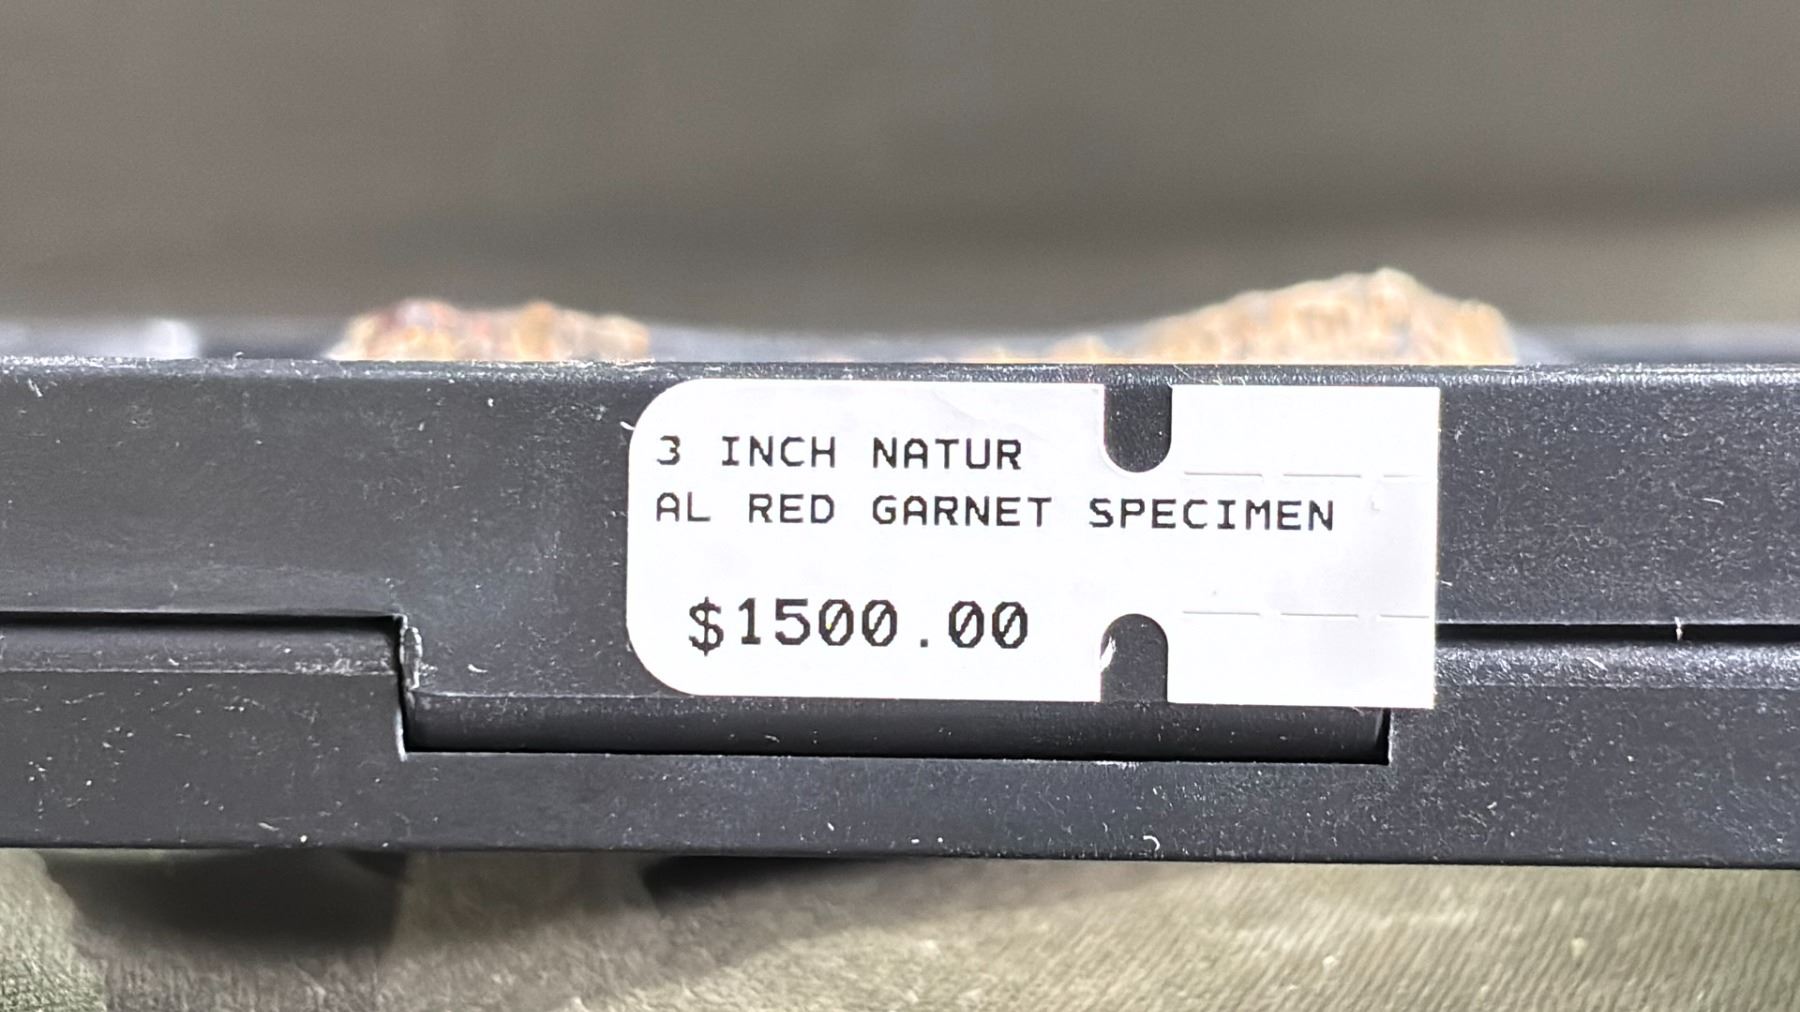 3 INCH NATUR
AL RED GARNET SPECIMEN
$1500.00